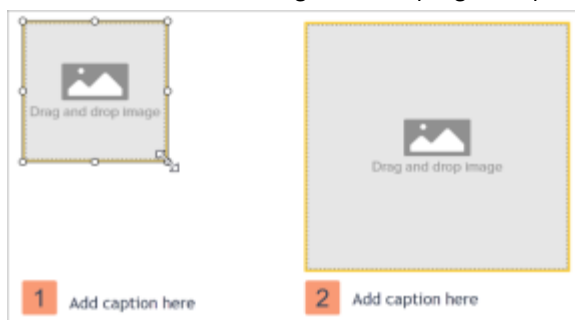 Drag and drop image
Drag and drop image
1 Add caption here
2 Add caption here